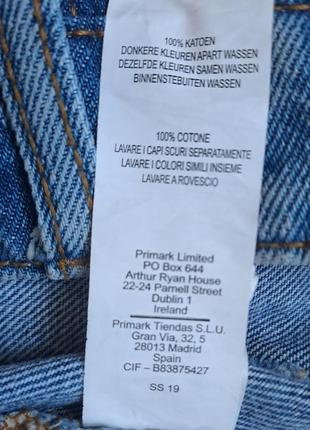 100% KATOEN
DONKERE KLEUREN APART WASSEN
DEZELFDE KLEUREN SAMEN WASSEN
BINNENSTEBUITEN WASSEN
100% COTONE
LAVARE I CAPI SCURI SEPARATAMENTE
LAVARE I COLORI SIMILI INSIEME
LAVARE A ROVESCIO
Primark Limited
PO Box 644
Arthur Ryan House
22-24 Parnell Street
Dublin 1
Ireland
Primark Tiendas S.L.U.
Gran Via, 32, 5
28013 Madrid
Spain
CIF – B83875427
SS 19